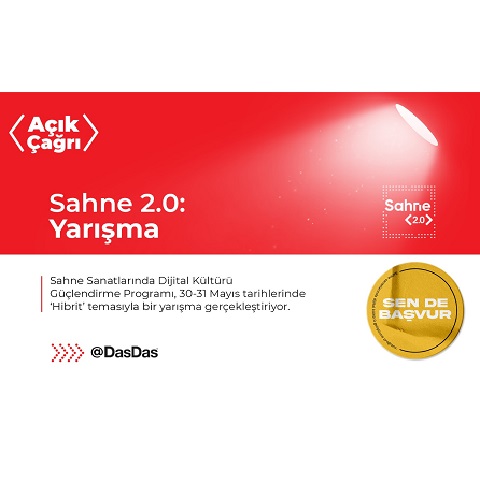 Açık
Çağrı
Sahne 2.0:
Yarışma
Sahne
2.0
Sahne Sanatlarında Dijital Kültürü
Güçlendirme Programı, 30-31 Mayıs tarihlerinde
‘Hibrit’ temasıyla bir yarışma gerçekleştiriyor.
SEN DE
BAŞVUR
@DasDas